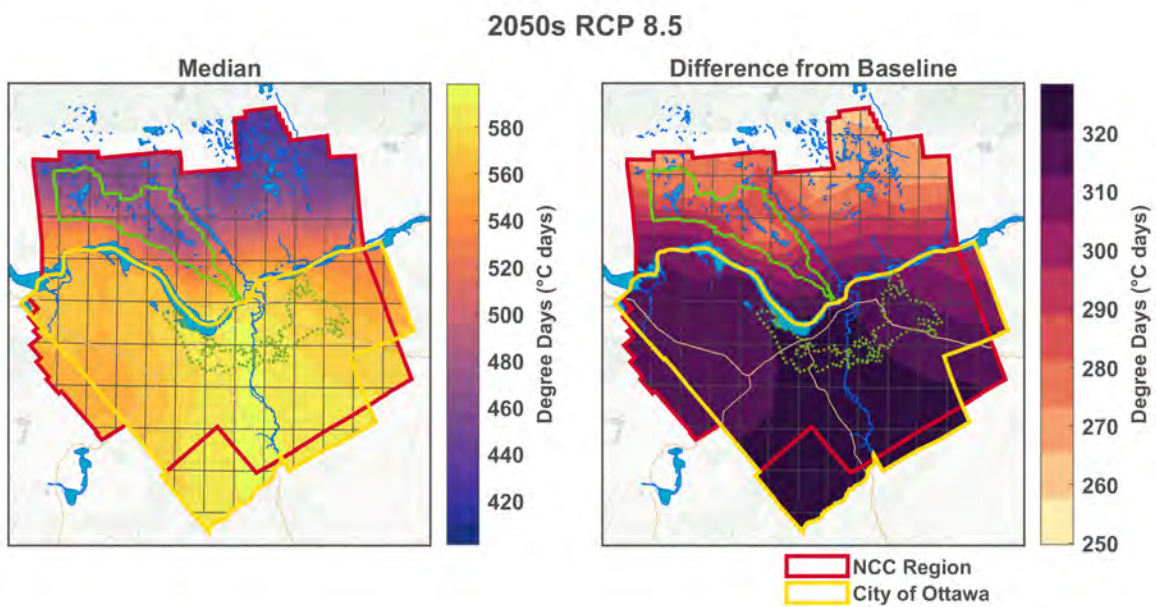 2050s RCP 8.5
Median
Difference from Baseline
580
560
540
520
500
480
460
440
420
Degree Days (°C days)
320
310
300
290
280
270
260
250
Degree Days (°C days)
NCC Region
City of Ottawa